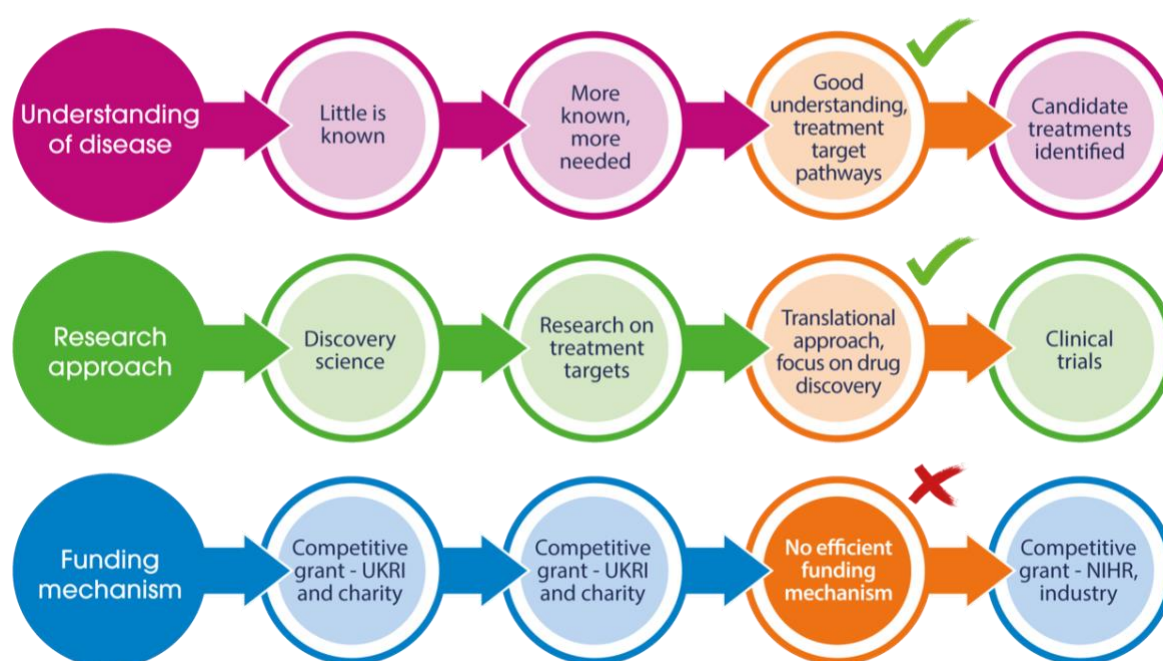 Understanding
of disease
Little is
known
More
known,
more
needed
Good
understanding,
treatment
target
pathways
Candidate
treatments
identified
Research
approach
Discovery
science
Research on
treatment
targets
Translational
approach,
focus on drug
discovery
Clinical
trials
Funding
mechanism
Competitive
grant - UKRI
and charity
Competitive
grant - UKRI
and charity
No efficient
funding
mechanism
Competitive
grant - NIHR,
industry